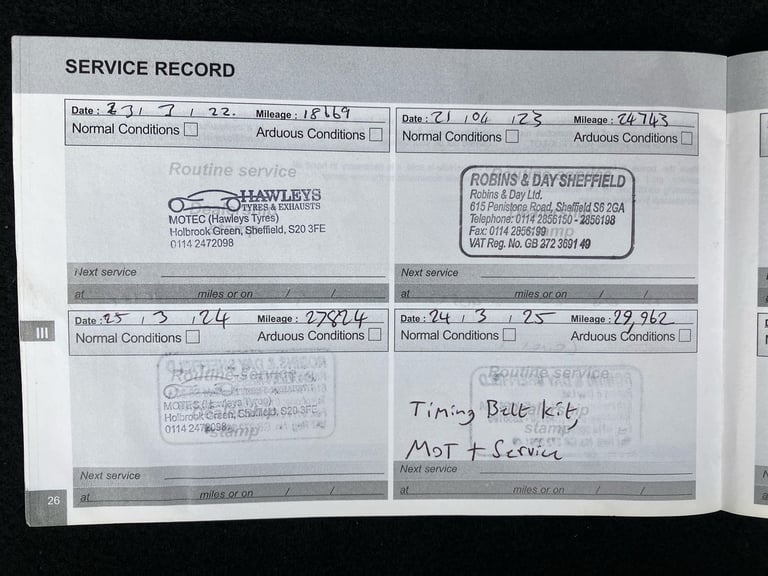 SERVICE RECORD
Date : 23 / 3 / 22. Mileage : 18669
Normal Conditions Arduous Conditions
Routine service
HAWLEYS
TYRES & EXHAUSTS
MOTEC (Hawleys Tyres)
Holbrook Green, Sheffield, S20 3FE
0114 2472098
Next service
at miles or on / /
Date : 21 / 04 / 23 Mileage : 24743
Normal Conditions Arduous Conditions
ROBINS & DAY SHEFFIELD
Robins & Day Ltd.
615 Penistone Road, Sheffield S6 2GA
Telephone: 0114 2856150 - 2856198
Fax: 0114 2856199
VAT Reg. No. GB 272 3691 49
Next service
at miles or on / /
Date : 25 / 3 / 24 Mileage : 27824
Normal Conditions Arduous Conditions
Routine service
Holbrook Green, Sheffield, S20 3FE
stamp
Next service
at miles or on / /
Date : 24 / 3 / 25 Mileage : 29,962
Normal Conditions Arduous Conditions
Routine service
Timing Belt kit,
stamp
MOT + Service
Next service
at miles or on / /
III
26